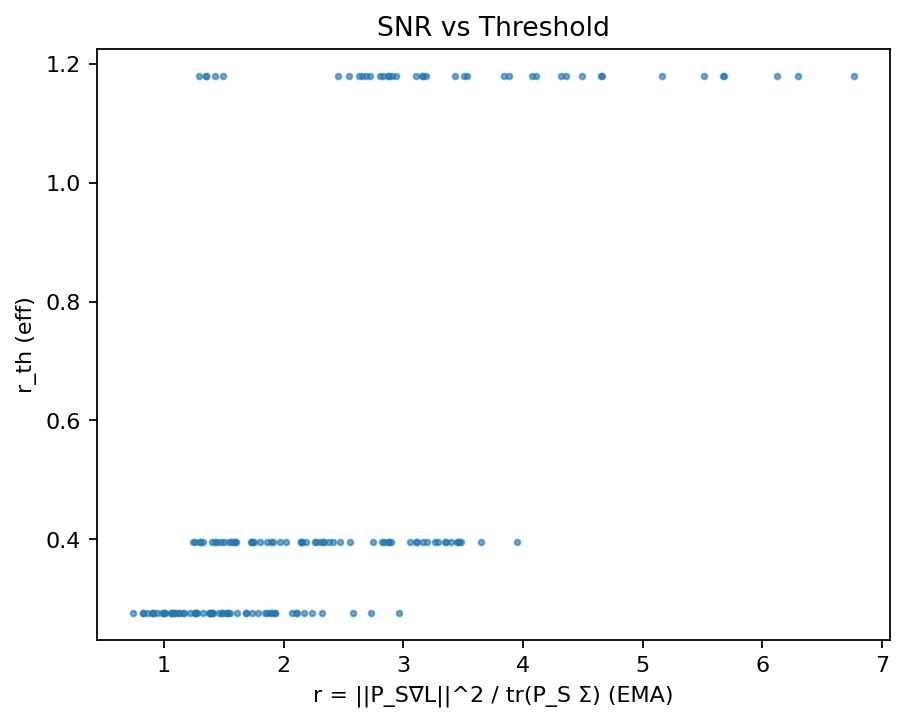 SNR vs Threshold
1.2
1.0
0.8
0.6
0.4
r_th (eff)
1 2 3 4 5 6 7
r = ||P_S∇L||^2 / tr(P_S Σ) (EMA)